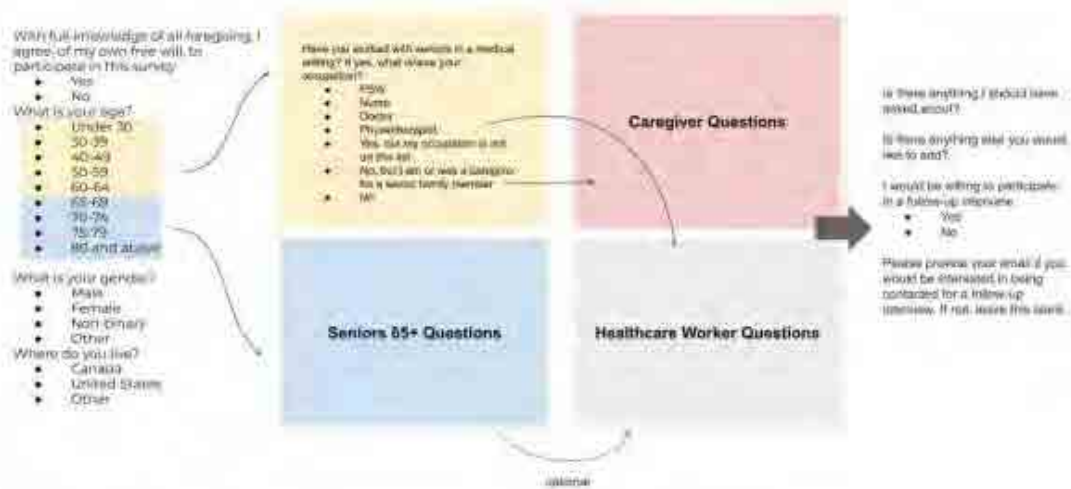 With full knowledge of all foregoing, I
agree, of my own free will, to
participate in this survey
Yes
No
What is your age?
Under 30
30-39
40-49
50-59
60-64
65-69
70-74
75-79
80 and above
What is your gender?
Male
Female
Non-binary
Other
Where do you live?
Canada
United States
Other
Have you worked with seniors in a medical
setting? If yes, what is/was your
occupation?
PSW
Nurse
Doctor
Physiotherapist
Yes, but my occupation is not
on the list
No, but I am or was a caregiver
for a senior family member
No
Caregiver Questions
Seniors 65+ Questions
Healthcare Worker Questions
optional
Is there anything I should have
asked about?
Is there anything else you would
like to add?
I would be willing to participate
in a follow-up interview
Yes
No
Please provide your email if you
would be interested in being
contacted for a follow-up
interview. If not, leave this blank.